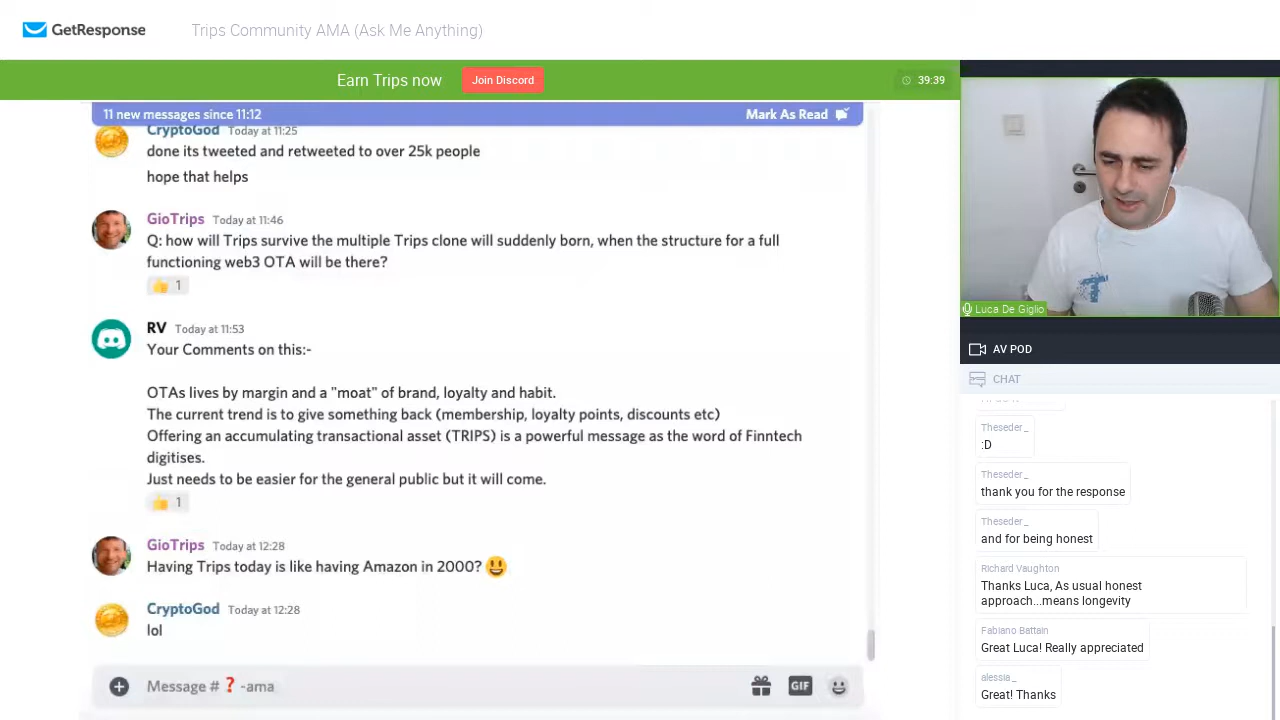 GetResponse
Trips Community AMA (Ask Me Anything)
Earn Trips now
Join Discord
39:39
11 new messages since 11:12
Mark As Read
CryptoGod Today at 11:25
done its tweeted and retweeted to over 25k people
hope that helps
GioTrips Today at 11:46
Q: how will Trips survive the multiple Trips clone will suddenly born, when the structure for a full
functioning web3 OTA will be there?
👍 1
RV Today at 11:53
Your Comments on this:-
OTAs lives by margin and a "moat" of brand, loyalty and habit.
The current trend is to give something back (membership, loyalty points, discounts etc)
Offering an accumulating transactional asset (TRIPS) is a powerful message as the word of Finntech
digitises.
Just needs to be easier for the general public but it will come.
👍 1
GioTrips Today at 12:28
Having Trips today is like having Amazon in 2000? 😃
CryptoGod Today at 12:28
lol
Message # ❓ -ama
GIF
Luca De Giglio
AV POD
CHAT
Theseder_
:D
Theseder_
thank you for the response
Theseder_
and for being honest
Richard Vaughton
Thanks Luca, As usual honest
approach...means longevity
Fabiano Battain
Great Luca! Really appreciated
alessia_
Great! Thanks